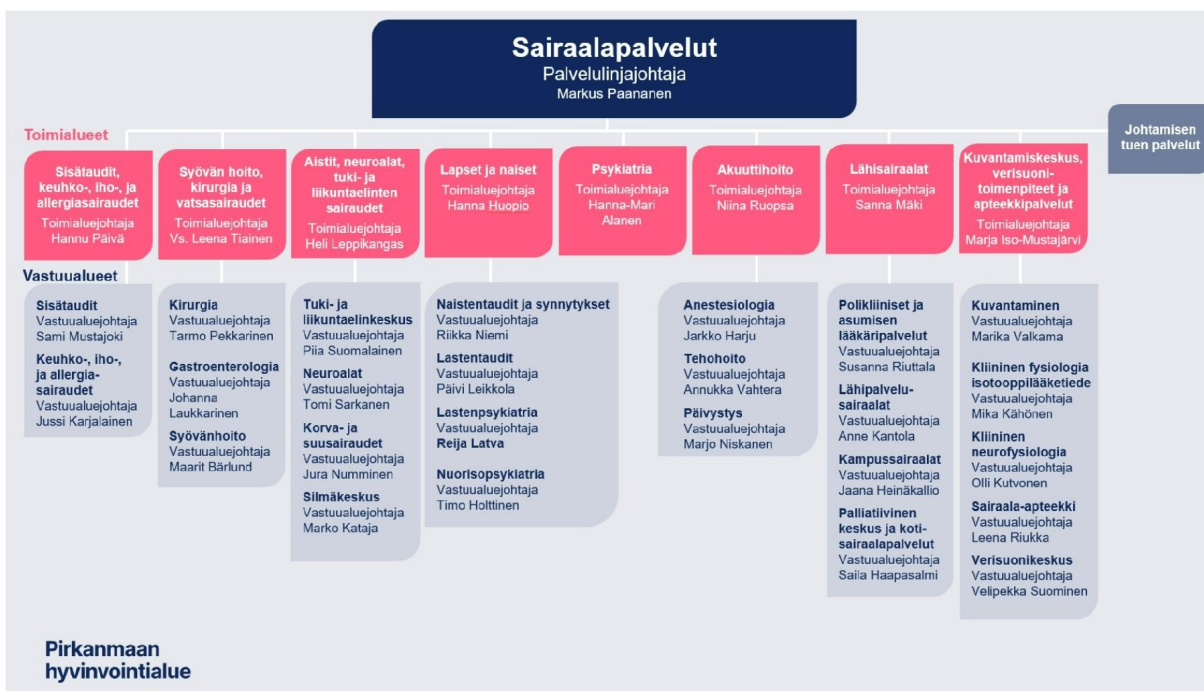 Sairaalapalvelut
Palvelulinjajohtaja
Markus Paananen
Johtamisen
tuen palvelut
Toimialueet
Sisätaudit,
keuhko-, iho-, ja
allergiasairaudet
Toimialuejohtaja
Hannu Päivä
Syövän hoito,
kirurgia ja
vatsasairaudet
Toimialuejohtaja
Vs. Leena Tiainen
Aistit, neuroalat,
tuki- ja
liikuntaelinten
sairaudet
Toimialuejohtaja
Heli Leppikangas
Lapset ja naiset
Toimialuejohtaja
Hanna Huopio
Psykiatria
Toimialuejohtaja
Hanna-Mari
Alanen
Akuuttihoito
Toimialuejohtaja
Niina Ruopsa
Lähisairaalat
Toimialuejohtaja
Sanna Mäki
Kuvantamiskeskus,
verisuoni-
toimenpiteet ja
apteekkipalvelut
Toimialuejohtaja
Marja Iso-Mustajärvi
Vastuualueet
Sisätaudit
Vastuualuejohtaja
Sami Mustajoki
Keuhko-, iho-,
ja allergia-
sairaudet
Vastuualuejohtaja
Jussi Karjalainen
Kirurgia
Vastuualuejohtaja
Tarmo Pekkarinen
Gastroenterologia
Vastuualuejohtaja
Johanna
Laukkarinen
Syövänhoito
Vastuualuejohtaja
Maarit Bärlund
Tuki- ja
liikuntaelinkeskus
Vastuualuejohtaja
Piia Suomalainen
Neuroalat
Vastuualuejohtaja
Tomi Sarkanen
Korva- ja
suusairaudet
Vastuualuejohtaja
Jura Numminen
Silmäkeskus
Vastuualuejohtaja
Marko Kataja
Naistentaudit ja synnytykset
Vastuualuejohtaja
Riikka Niemi
Lastentaudit
Vastuualuejohtaja
Päivi Leikkola
Lastenpsykiatria
Vastuualuejohtaja
Reija Latva
Nuorisopsykiatria
Vastuualuejohtaja
Timo Holttinen
Anestesiologia
Vastuualuejohtaja
Jarkko Harju
Tehohoito
Vastuualuejohtaja
Annukka Vahtera
Päivystys
Vastuualuejohtaja
Marjo Niskanen
Polikliiniset ja
asumisen
lääkäripalvelut
Vastuualuejohtaja
Susanna Riuttala
Lähipalvelu-
sairaalat
Vastuualuejohtaja
Anne Kantola
Kampussairaalat
Vastuualuejohtaja
Jaana Heinäkallio
Palliatiivinen
keskus ja koti-
sairaalapalvelut
Vastuualuejohtaja
Saila Haapasalmi
Kuvantaminen
Vastuualuejohtaja
Marika Valkama
Kliininen fysiologia
isotooppilääketiede
Vastuualuejohtaja
Mika Kähönen
Kliininen
neurofysiologia
Vastuualuejohtaja
Olli Kutvonen
Sairaala-apteekki
Vastuualuejohtaja
Leena Riukka
Verisuonikeskus
Vastuualuejohtaja
Velipekka Suominen
Pirkanmaan
hyvinvointialue